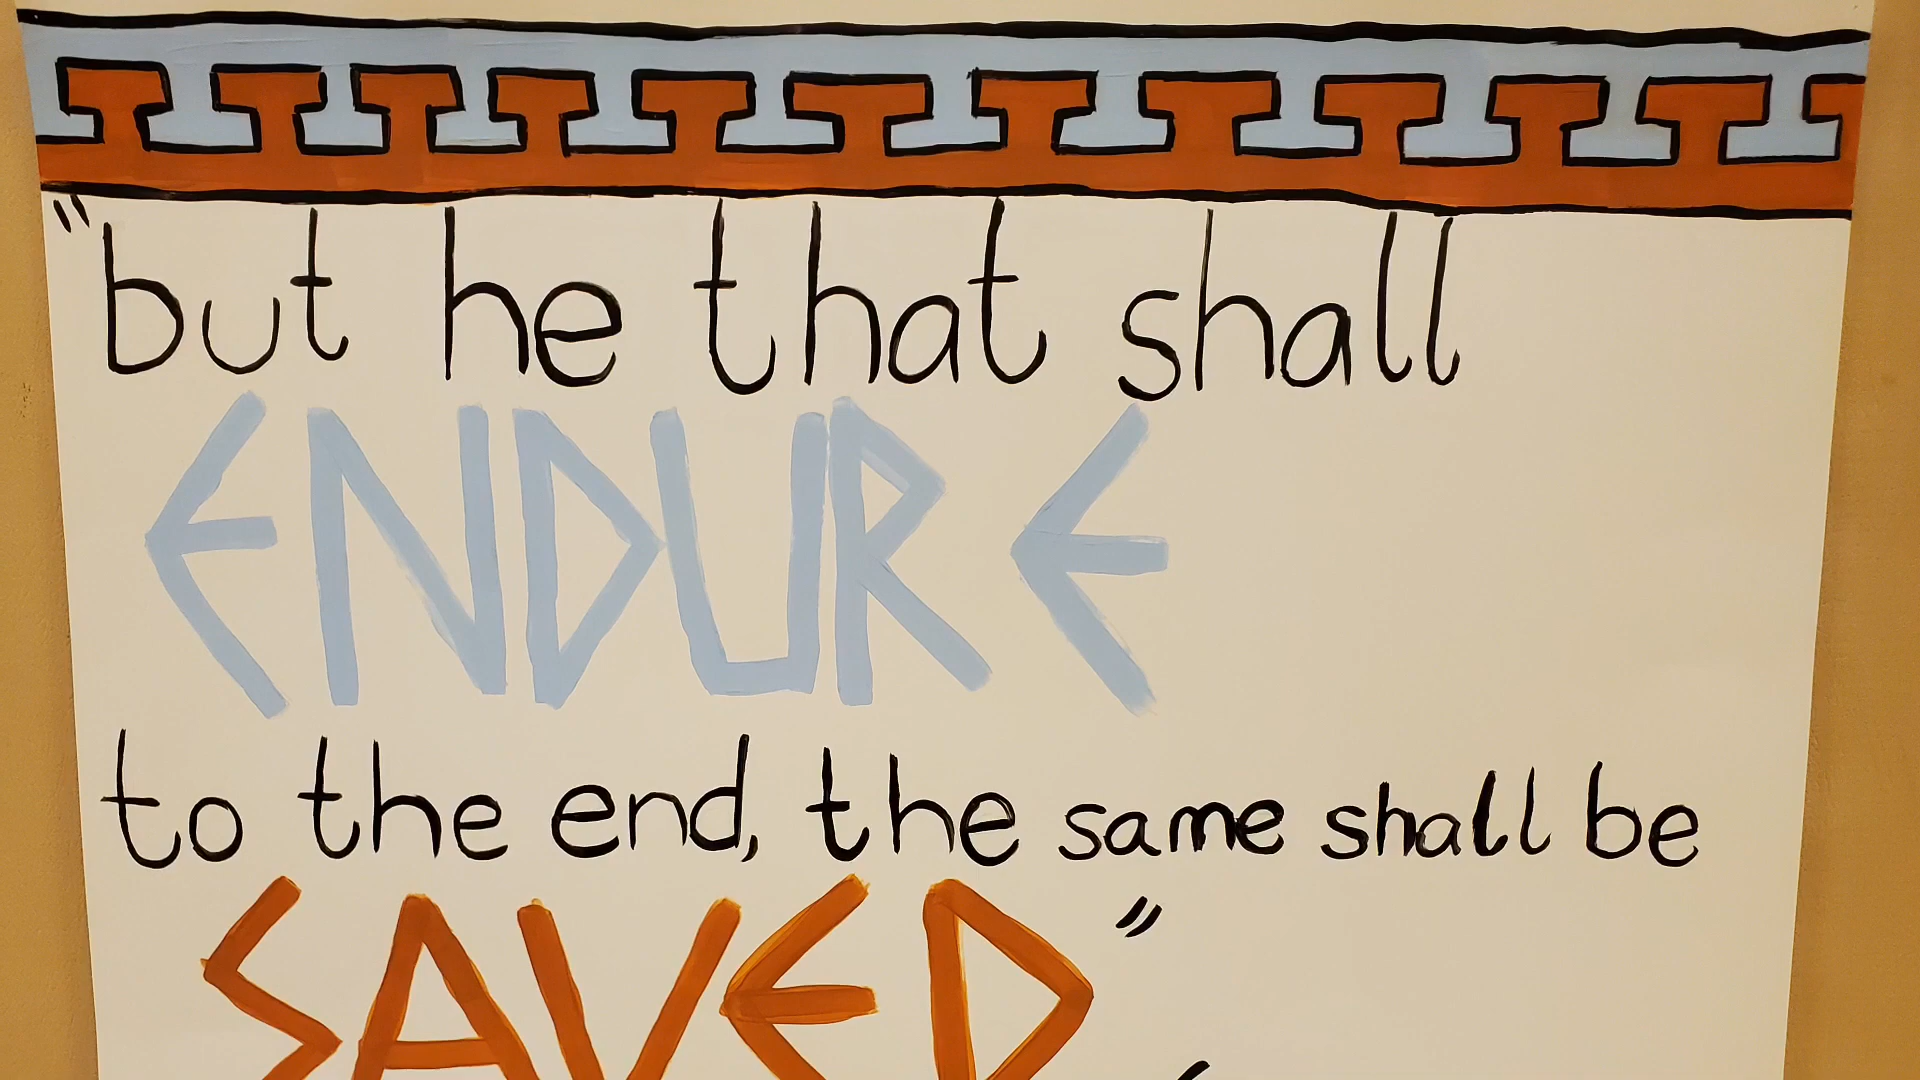 "but he that shall
ENDURE
to the end, the same shall be
SAVED"